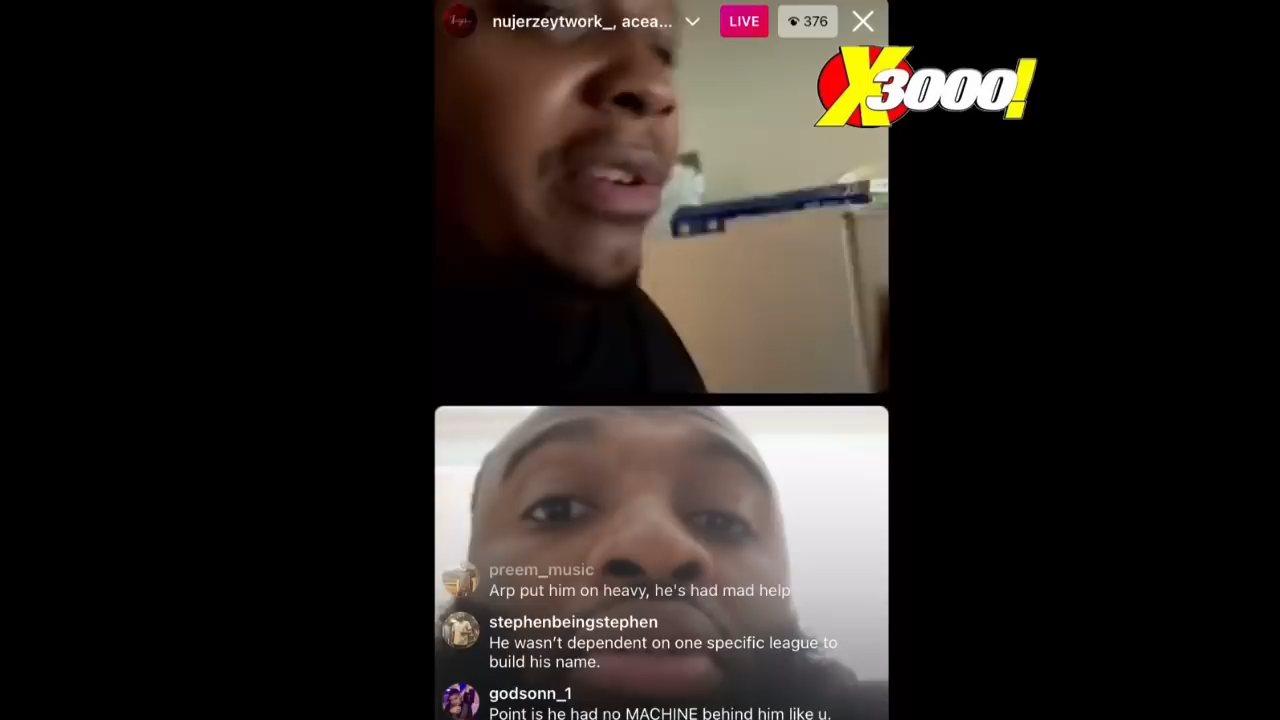 nujerzeytwork_, acea...
LIVE
376
X3000!
preem_music
Arp put him on heavy, he's had mad help
stephenbeingstephen
He wasn’t dependent on one specific league to
build his name.
godsonn_1
Point is he had no MACHINE behind him like u.